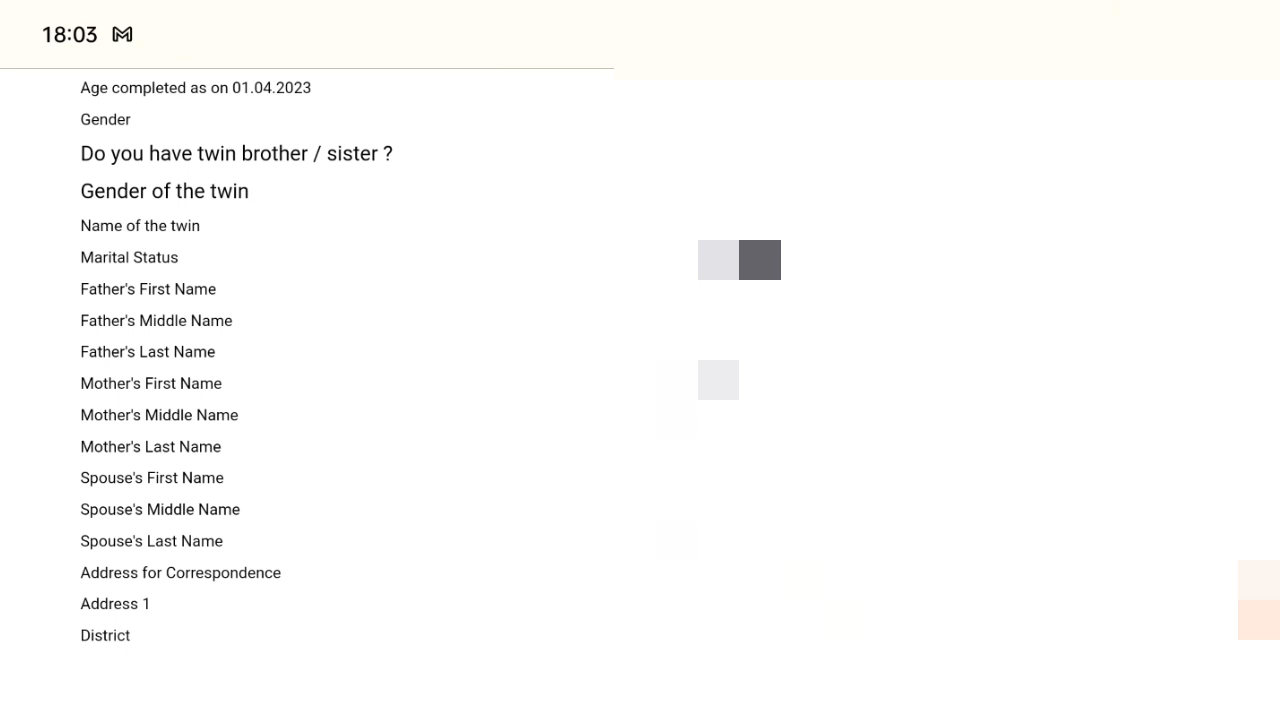 18:03
Age completed as on 01.04.2023
Gender
Do you have twin brother / sister ?
Gender of the twin
Name of the twin
Marital Status
Father's First Name
Father's Middle Name
Father's Last Name
Mother's First Name
Mother's Middle Name
Mother's Last Name
Spouse's First Name
Spouse's Middle Name
Spouse's Last Name
Address for Correspondence
Address 1
District